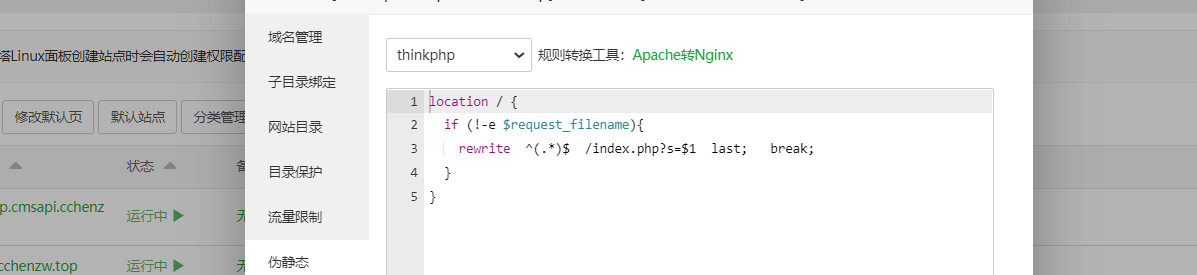 域名管理
thinkphp 规则转换工具：Apache转Nginx
塔Linux面板创建站点时会自动创建权限配
子目录绑定
1 location / {
修改默认页 默认站点 分类管理
2 if (!-e $request_filename){
网站目录
3 rewrite ^(.*)$ /index.php?s=$1 last; break;
状态
4 }
目录保护
5 }
p.cmsapi.cchenz
运行中
流量限制
cchenzw.top 运行中
伪静态